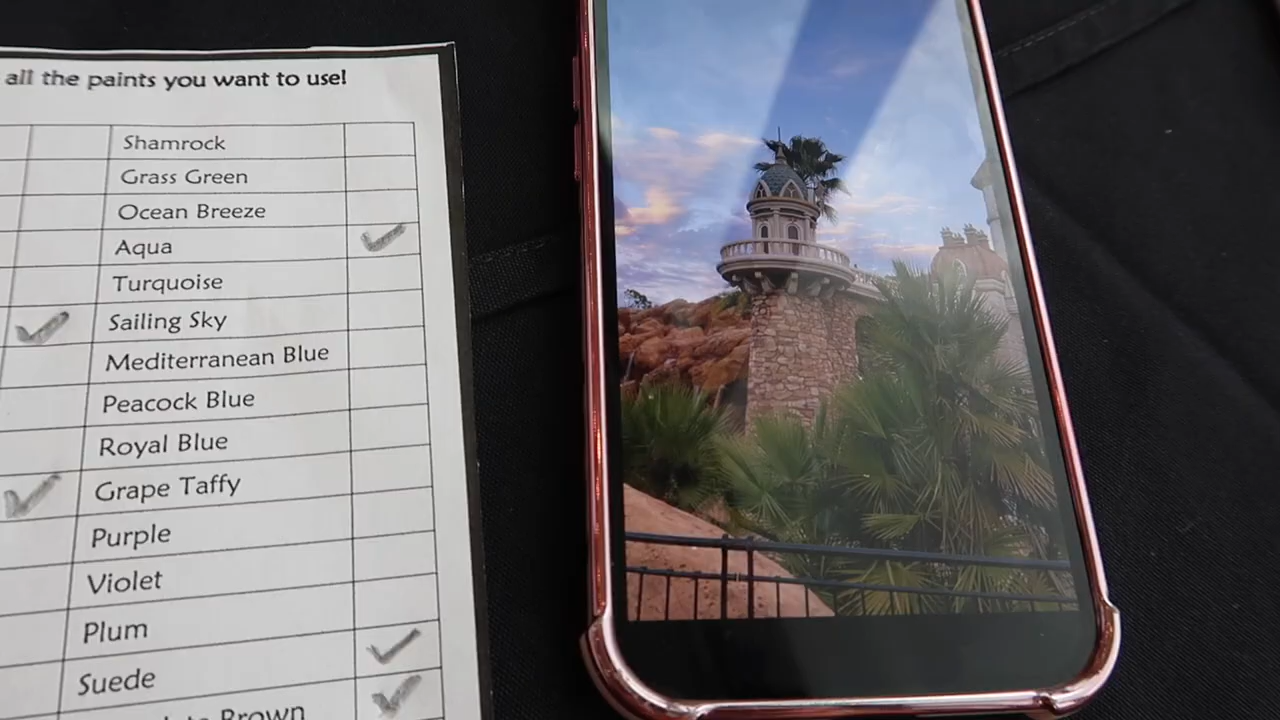 all the paints you want to use!
Shamrock
Grass Green
Ocean Breeze
Aqua
Turquoise
Sailing Sky
Mediterranean Blue
Peacock Blue
Royal Blue
Grape Taffy
Purple
Violet
Plum
Suede
Brown